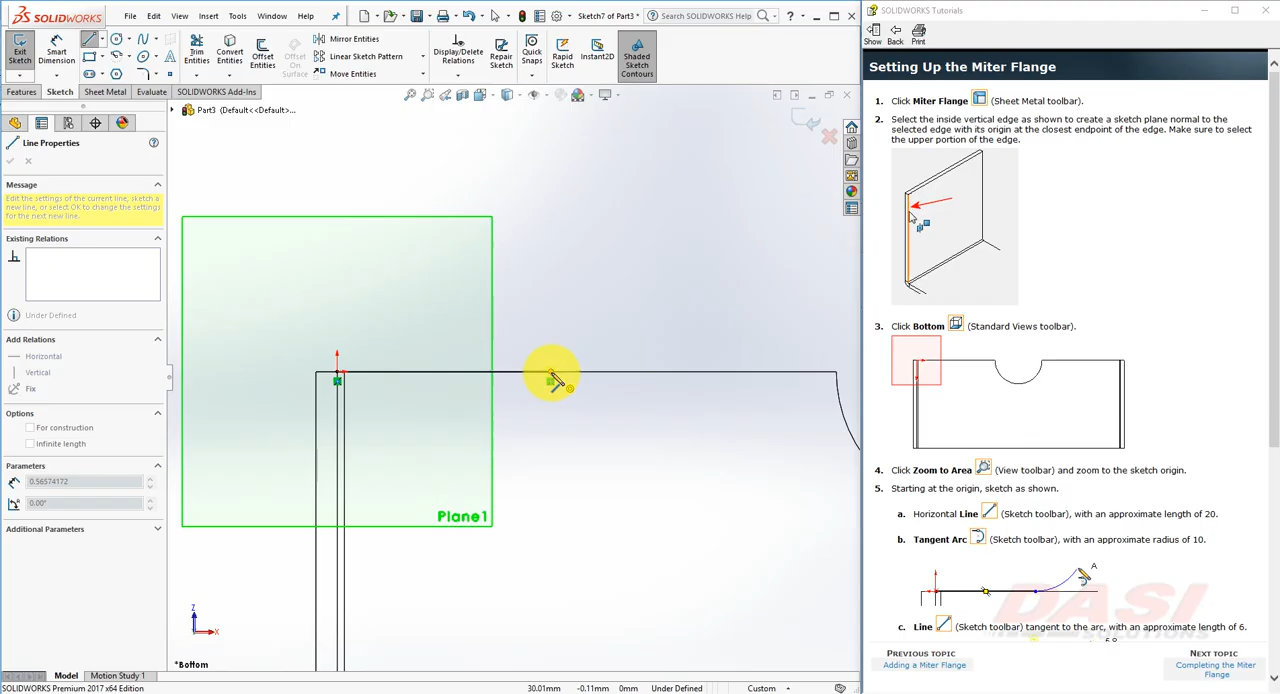 SOLIDWORKS
File Edit View Insert Tools Window Help
Sketch7 of Part3 *
Search SOLIDWORKS Help
SOLIDWORKS Tutorials
Exit Sketch
Smart Dimension
Trim Entities
Convert Entities
Offset Entities
Offset On Surface
Mirror Entities
Linear Sketch Pattern
Move Entities
Display/Delete Relations
Repair Sketch
Quick Snaps
Rapid Sketch
Instant2D
Shaded Sketch Contours
Features Sketch Sheet Metal Evaluate SOLIDWORKS Add-Ins
Part3 (Default<<Default>...
Line Properties
Message
Edit the settings of the current line, sketch a
new line, or select OK to change the settings
for the next new line.
Existing Relations
Under Defined
Add Relations
Horizontal
Vertical
Fix
Options
For construction
Infinite length
Parameters
0.56574172
0.00°
Additional Parameters
Plane1
Z
X
*Bottom
Model Motion Study 1
SOLIDWORKS Premium 2017 x64 Edition
30.01mm -0.11mm 0mm Under Defined Custom
Show Back Print
Setting Up the Miter Flange
1. Click Miter Flange (Sheet Metal toolbar).
2. Select the inside vertical edge as shown to create a sketch plane normal to the
selected edge with its origin at the closest endpoint of the edge. Make sure to select
the upper portion of the edge.
3. Click Bottom (Standard Views toolbar).
4. Click Zoom to Area (View toolbar) and zoom to the sketch origin.
5. Starting at the origin, sketch as shown.
a. Horizontal Line (Sketch toolbar), with an approximate length of 20.
b. Tangent Arc (Sketch toolbar), with an approximate radius of 10.
A
DASI
SOLUTIONS
c. Line (Sketch toolbar) tangent to the arc, with an approximate length of 6.
PREVIOUS TOPIC
Adding a Miter Flange
NEXT TOPIC
Completing the Miter
Flange